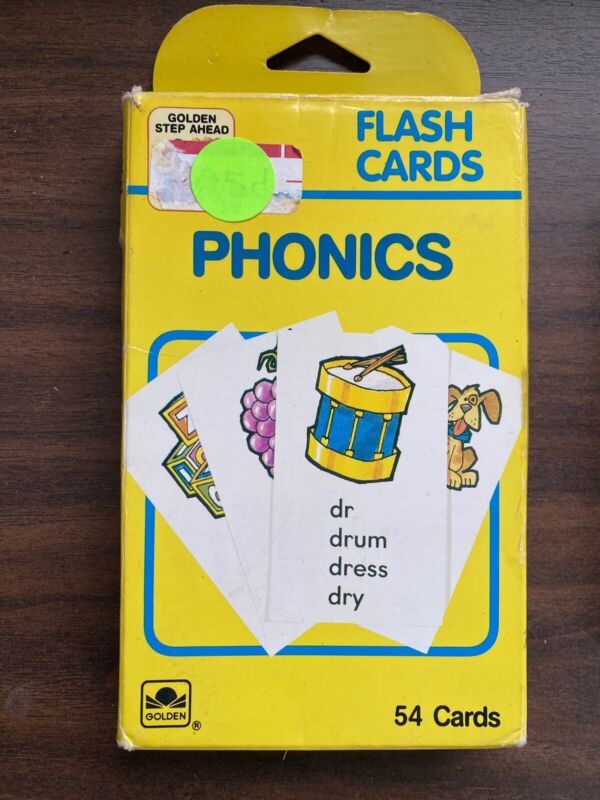 GOLDEN
STEP AHEAD
FLASH
CARDS
PHONICS
dr
drum
dress
dry
GOLDEN ®
54 Cards